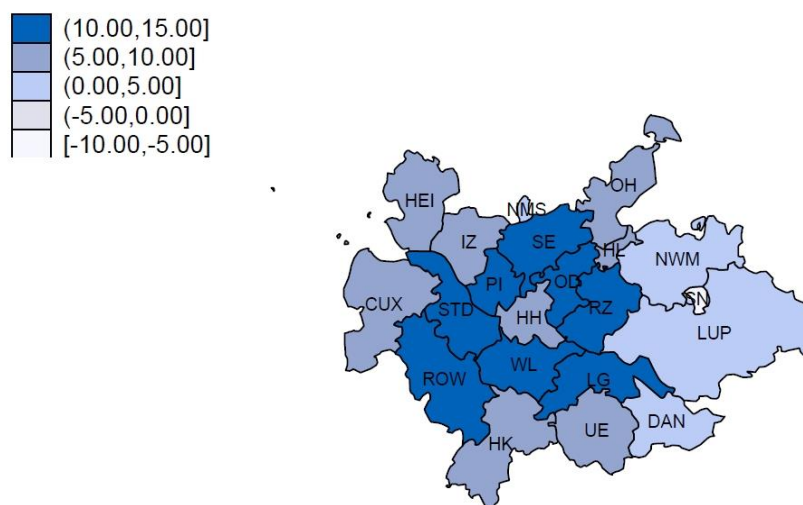 (10.00,15.00]
(5.00,10.00]
(0.00,5.00]
(-5.00,0.00]
[-10.00,-5.00]
OH
HEI
NMS
IZ
SE
HL
NWM
PI
OD
CUX
SN
STD
HH
RZ
LUP
WL
ROW
LG
DAN
UE
HK